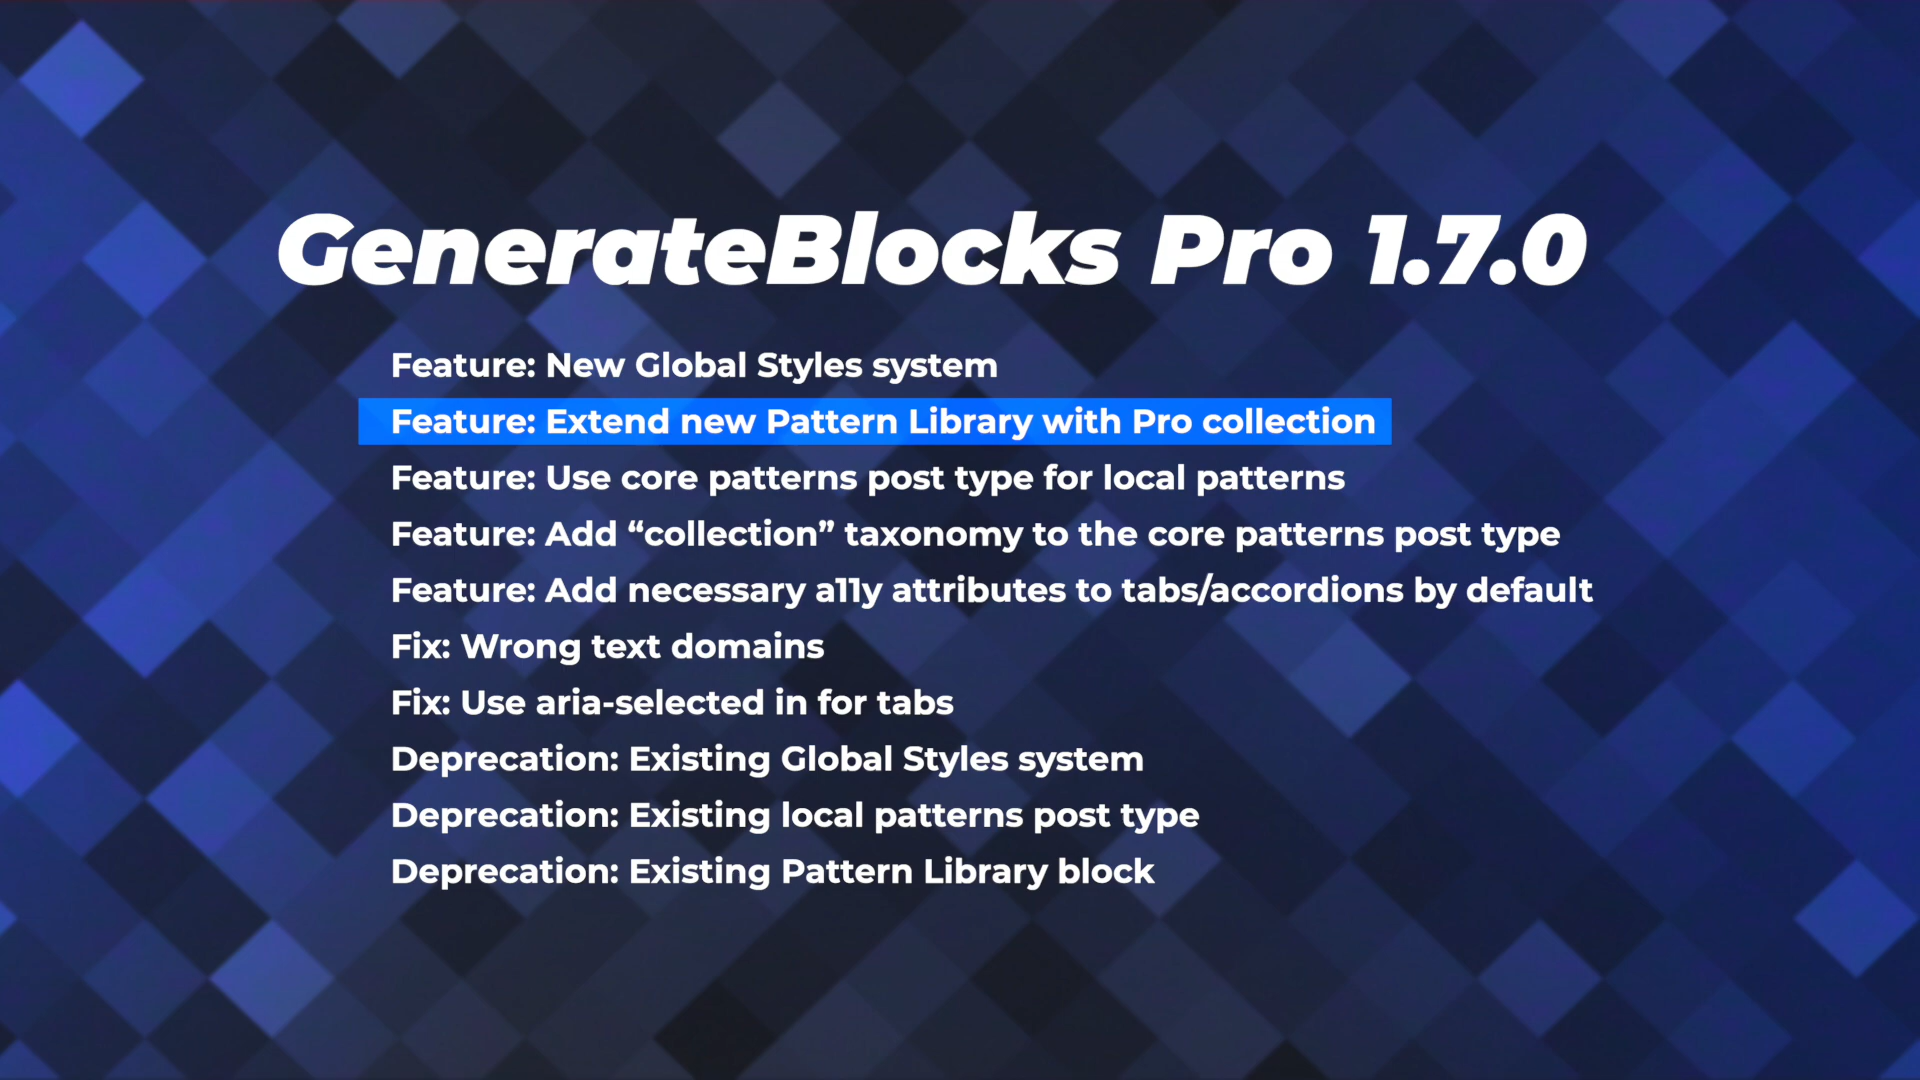 GenerateBlocks Pro 1.7.0
Feature: New Global Styles system
Feature: Extend new Pattern Library with Pro collection
Feature: Use core patterns post type for local patterns
Feature: Add “collection” taxonomy to the core patterns post type
Feature: Add necessary a11y attributes to tabs/accordions by default
Fix: Wrong text domains
Fix: Use aria-selected in for tabs
Deprecation: Existing Global Styles system
Deprecation: Existing local patterns post type
Deprecation: Existing Pattern Library block